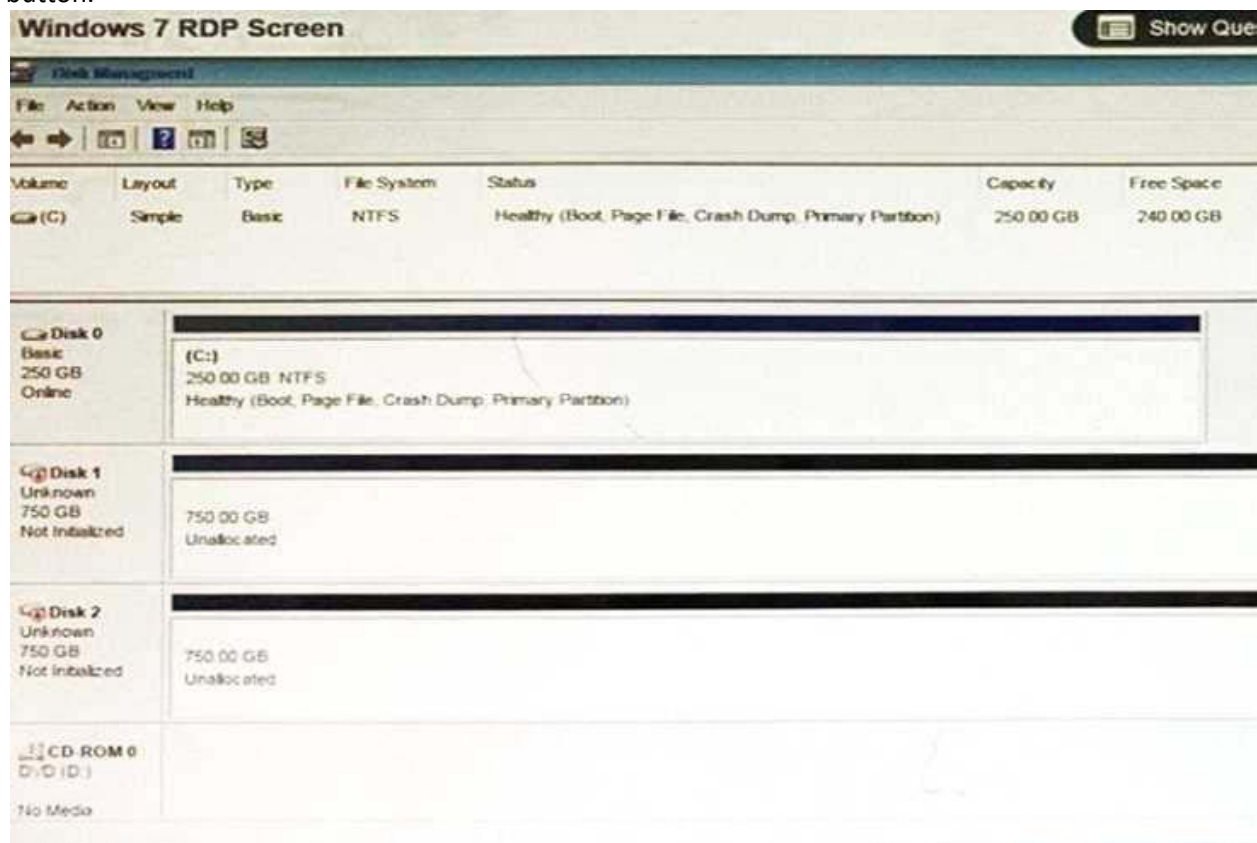 button.
Windows 7 RDP Screen
Show Que
Disk Managment
File Action View Help
Volume Layout Type File System Status Capacity Free Space
(C) Simple Basic NTFS Healthy (Boot, Page File, Crash Dump, Primary Partition) 250.00 GB 240.00 GB
Disk 0
Basic
250 GB
Online
(C:)
250.00 GB NTFS
Healthy (Boot, Page File, Crash Dump, Primary Partition)
Disk 1
Unknown
750 GB
Not Initialized
750.00 GB
Unallocated
Disk 2
Unknown
750 GB
Not Initialized
750.00 GB
Unallocated
CD-ROM 0
DVD (D:)
No Media